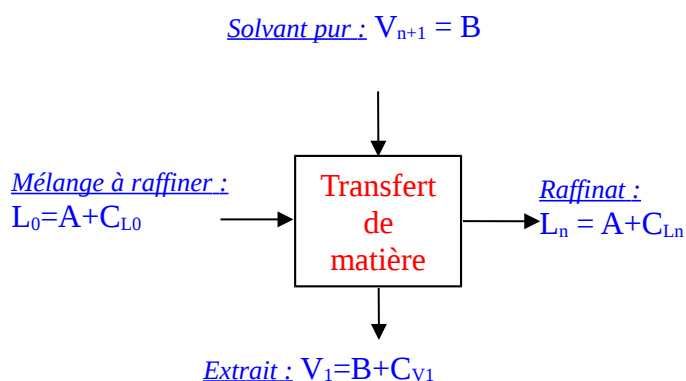 Solvant pur : Vn+1 = B
Mélange à raffiner :
L0=A+CL0
Transfert
de
matière
Raffinat :
Ln = A+CLn
Extrait : V1=B+CV1